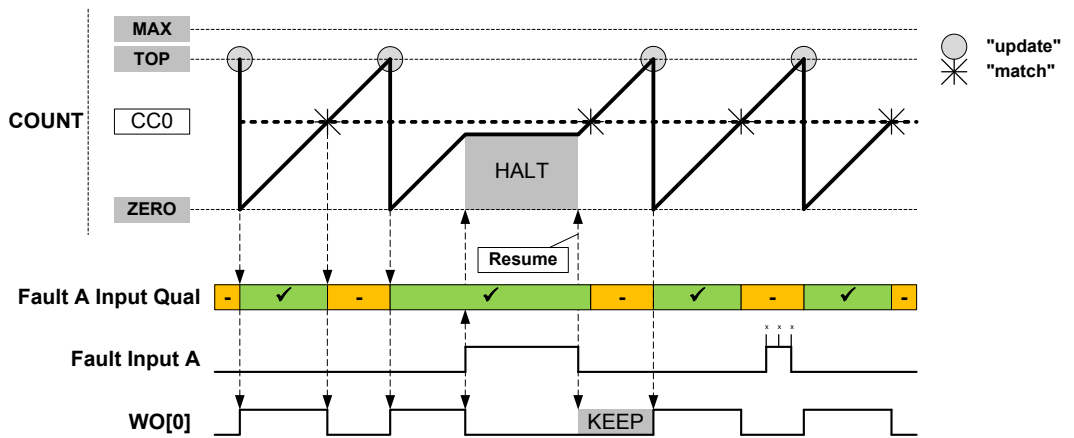 MAX
TOP
"update"
"match"
COUNT
CC0
HALT
ZERO
Resume
Fault A Input Qual
- ✓ - ✓ - ✓ - ✓ -
x x x
Fault Input A
WO[0]
KEEP